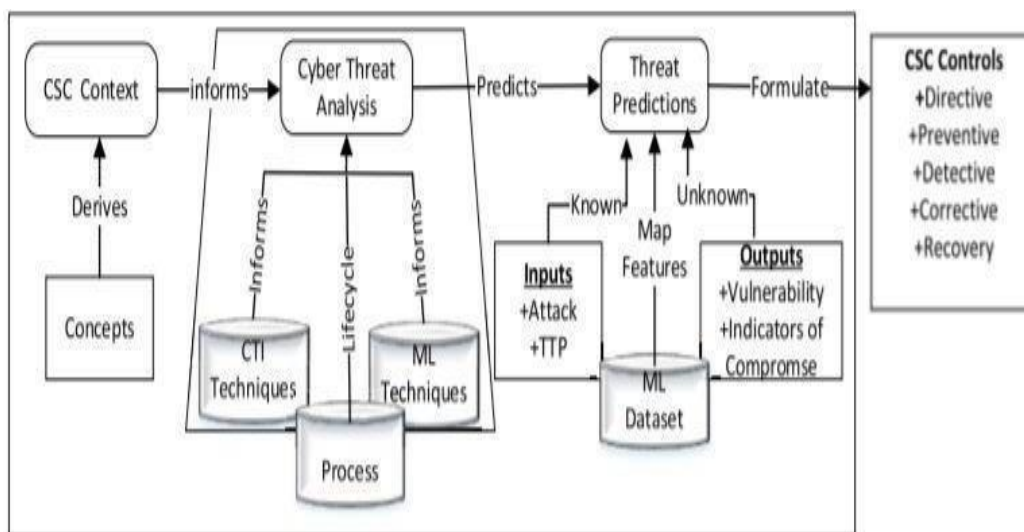 CSC Context
informs
Cyber Threat
Analysis
Predicts
Threat
Predictions
Formulate
CSC Controls
+Directive
+Preventive
+Detective
+Corrective
+Recovery
Derives
Concepts
Informs
Lifecycle
Informs
CTI
Techniques
ML
Techniques
Process
Known
Map
Features
Unknown
Inputs
+Attack
+TTP
ML
Dataset
Outputs
+Vulnerability
+Indicators of
Compromse